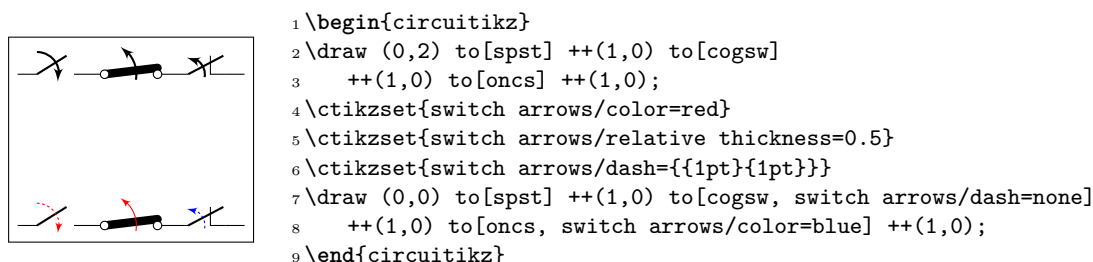 1 \begin{circuitikz}
2 \draw (0,2) to[spst] ++(1,0) to[cogsw]
3     ++(1,0) to[oncs] ++(1,0);
4 \ctikzset{switch arrows/color=red}
5 \ctikzset{switch arrows/relative thickness=0.5}
6 \ctikzset{switch arrows/dash={{1pt}{1pt}}}
7 \draw (0,0) to[spst] ++(1,0) to[cogsw, switch arrows/dash=none]
8     ++(1,0) to[oncs, switch arrows/color=blue] ++(1,0);
9 \end{circuitikz}